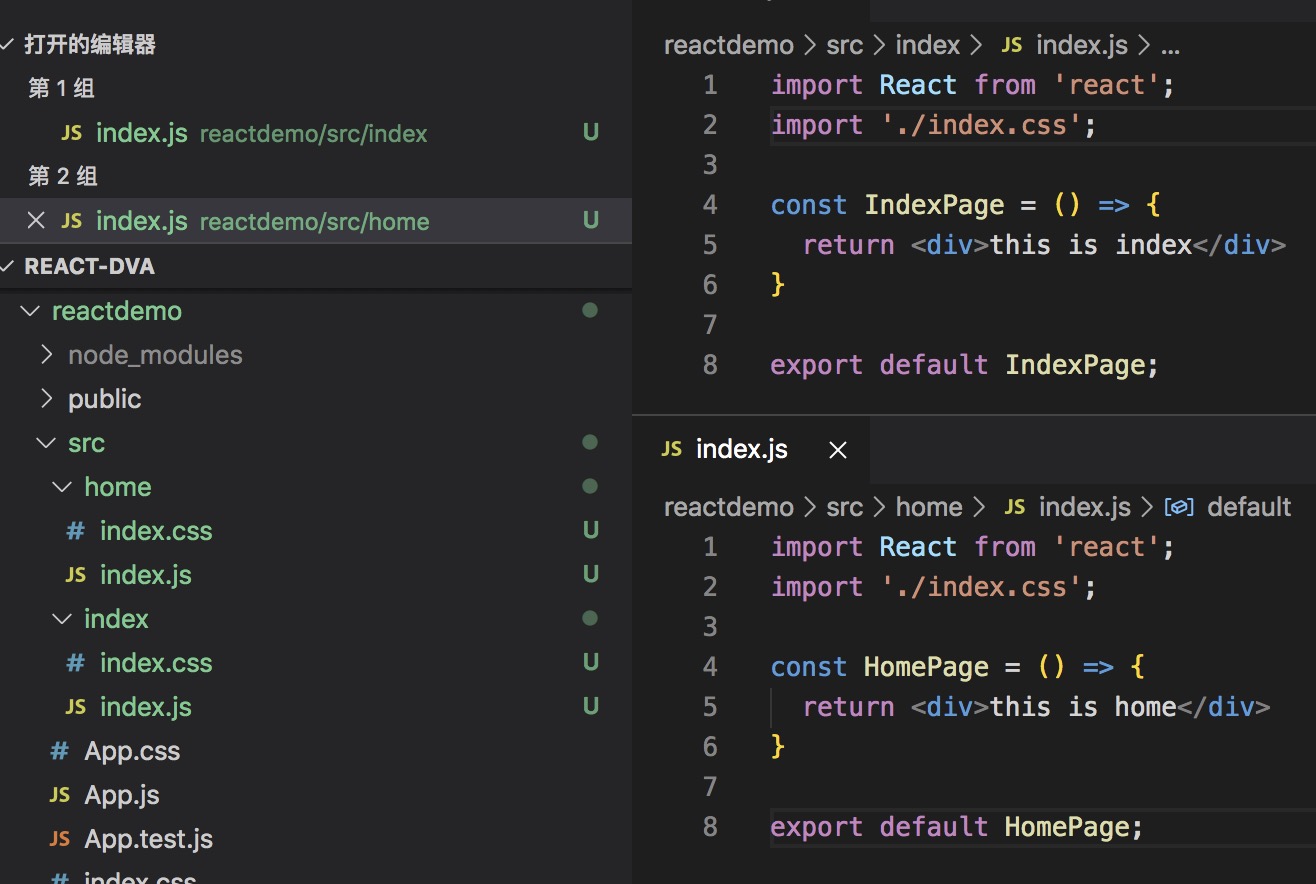 打开的编辑器
第 1 组
JS index.js reactdemo/src/index U
第 2 组
JS index.js reactdemo/src/home U
REACT-DVA
reactdemo
node_modules
public
src
home
# index.css U
JS index.js U
index
# index.css U
JS index.js U
# App.css
JS App.js
JS App.test.js
# index.css
reactdemo > src > index > JS index.js > ...
1 import React from 'react';
2 import './index.css';
3
4 const IndexPage = () => {
5 return <div>this is index</div>
6 }
7
8 export default IndexPage;
JS index.js
reactdemo > src > home > JS index.js > default
1 import React from 'react';
2 import './index.css';
3
4 const HomePage = () => {
5 return <div>this is home</div>
6 }
7
8 export default HomePage;